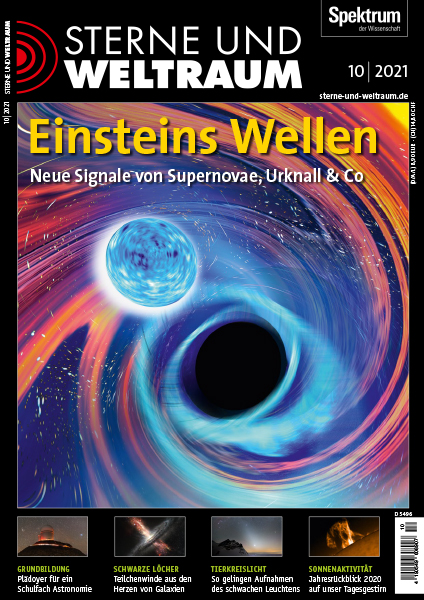 STERNE UND WELTRAUM
10 | 2021
STERNE UND
WELTRAUM
Spektrum
der Wissenschaft
10 | 2021
sterne-und-weltraum.de
Einsteins Wellen
Neue Signale von Supernovae, Urknall & Co
D 5496
10
GRUNDBILDUNG
Plädoyer für ein
Schulfach Astronomie
SCHWARZE LÖCHER
Teilchenwinde aus den
Herzen von Galaxien
TIERKREISLICHT
So gelingen Aufnahmen
des schwachen Leuchtens
SONNENAKTIVITÄT
Jahresrückblick 2020
auf unser Tagesgestirn